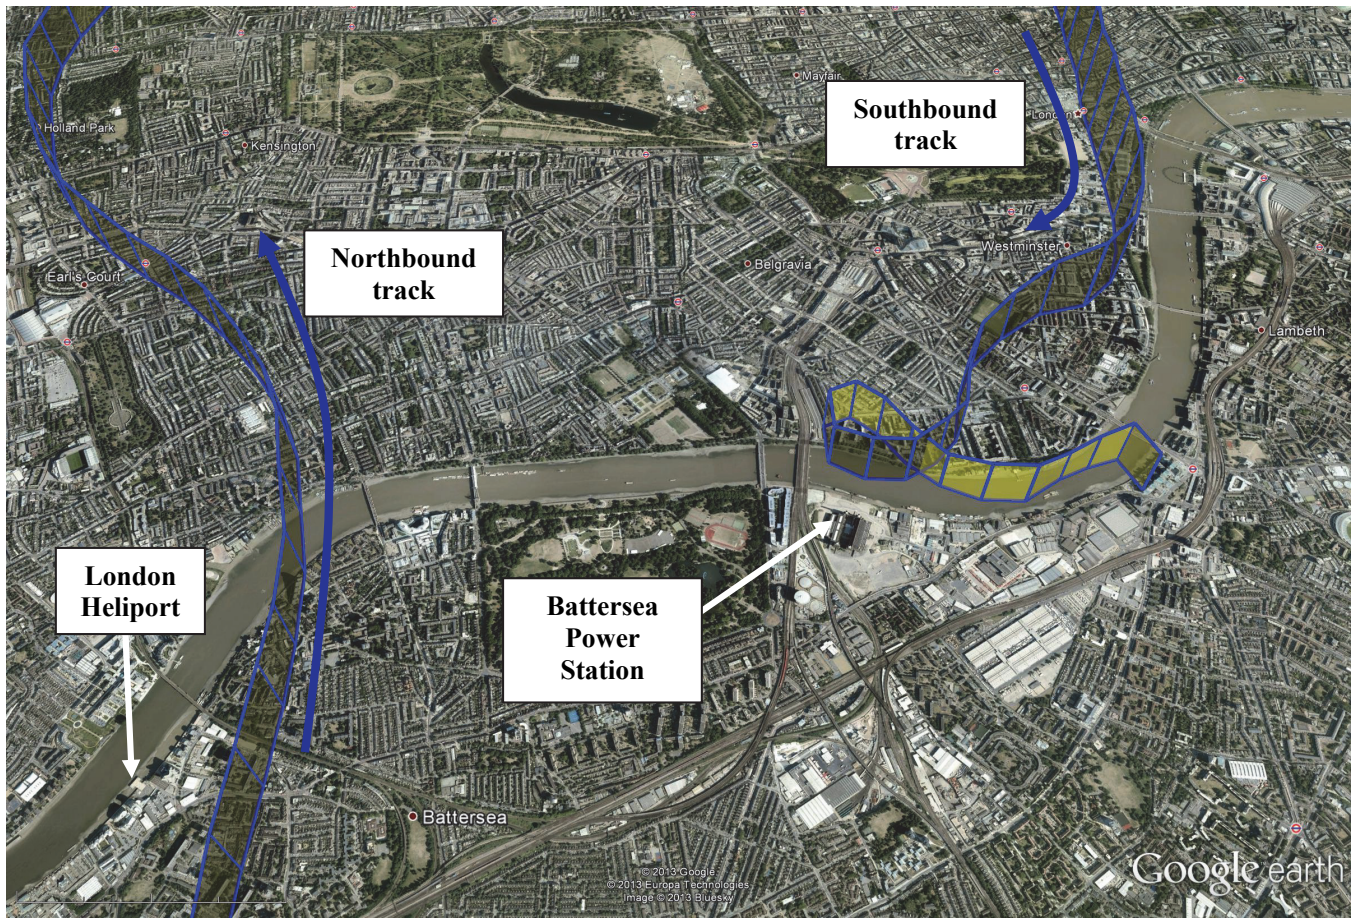 Mayfair
Southbound
track
London
Holland Park
Kensington
Northbound
track
Westminster
Belgravia
Earl's Court
Lambeth
London
Heliport
Battersea
Power
Station
Battersea
Google earth
© 2013 Google
© 2013 Europa Technologies
Image © 2013 Bluesky